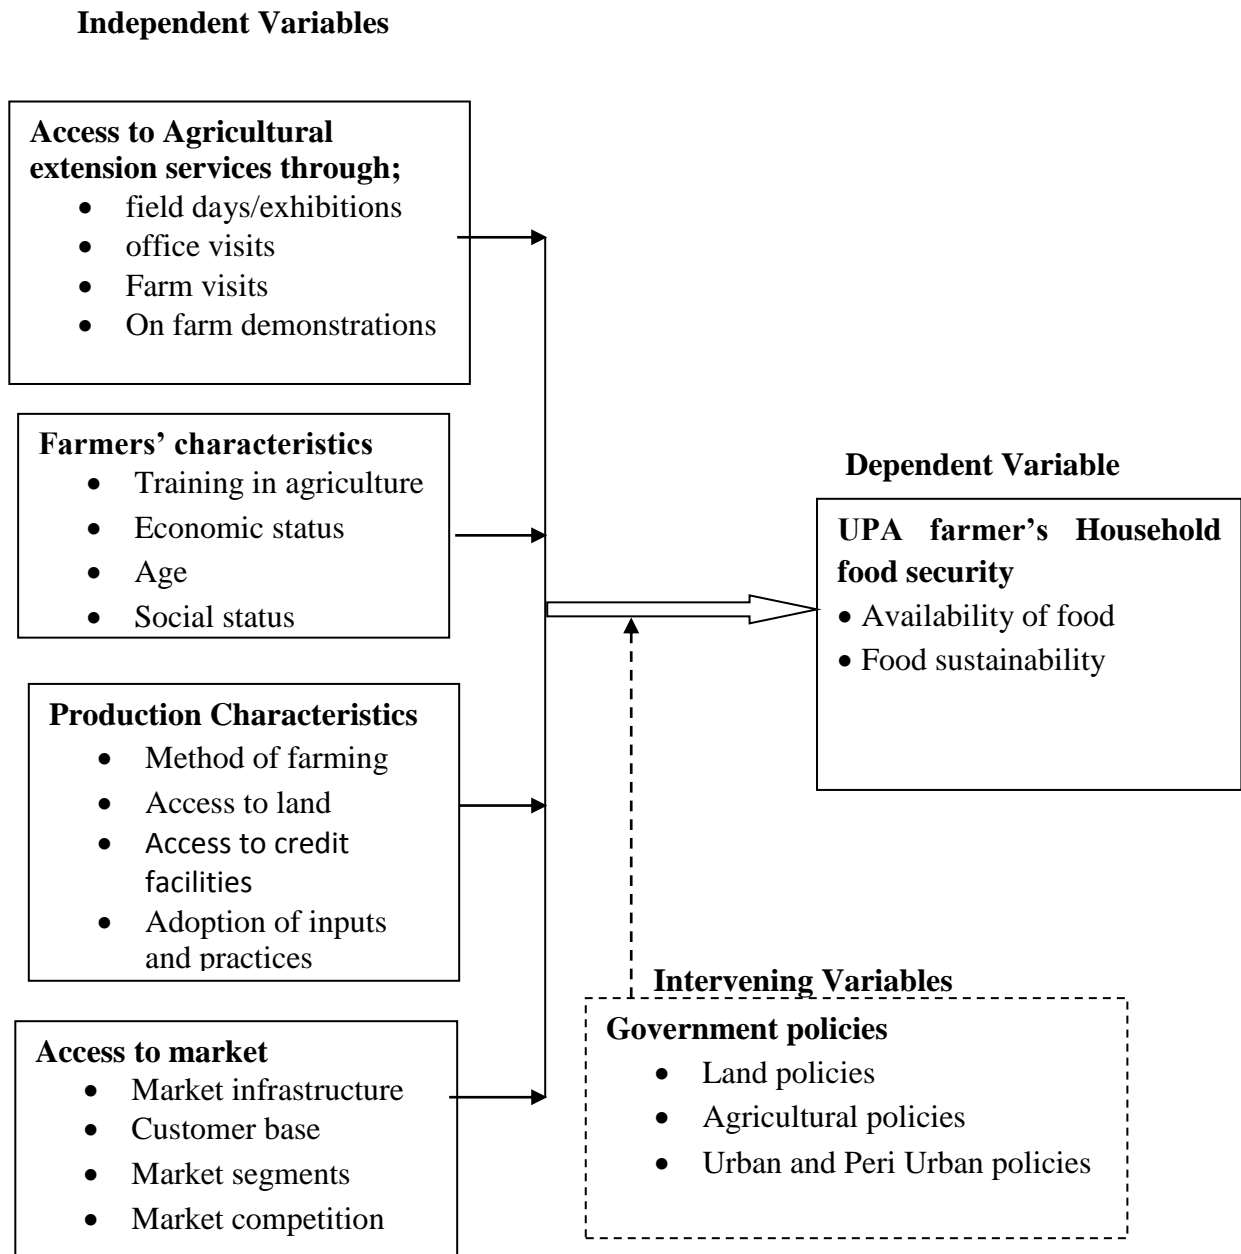 Independent Variables
Access to Agricultural
extension services through;
• field days/exhibitions
• office visits
• Farm visits
• On farm demonstrations
Farmers’ characteristics
• Training in agriculture
• Economic status
• Age
• Social status
Production Characteristics
• Method of farming
• Access to land
• Access to credit
facilities
• Adoption of inputs
and practices
Access to market
• Market infrastructure
• Customer base
• Market segments
• Market competition
Dependent Variable
UPA farmer’s Household
food security
• Availability of food
• Food sustainability
Intervening Variables
Government policies
• Land policies
• Agricultural policies
• Urban and Peri Urban policies